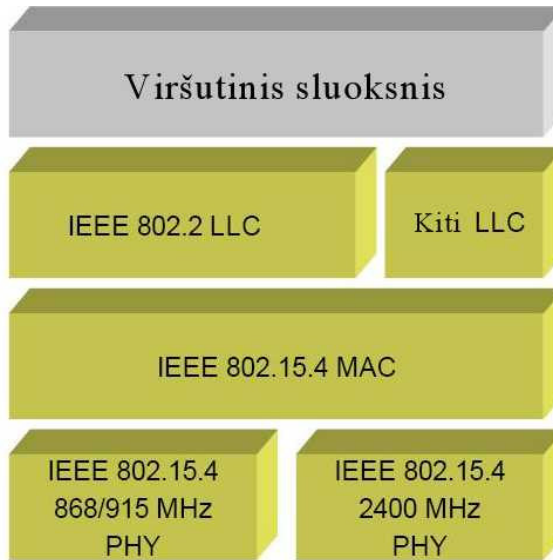 Viršutinis sluoksnis
IEEE 802.2 LLC
Kiti LLC
IEEE 802.15.4 MAC
IEEE 802.15.4
868/915 MHz
PHY
IEEE 802.15.4
2400 MHz
PHY